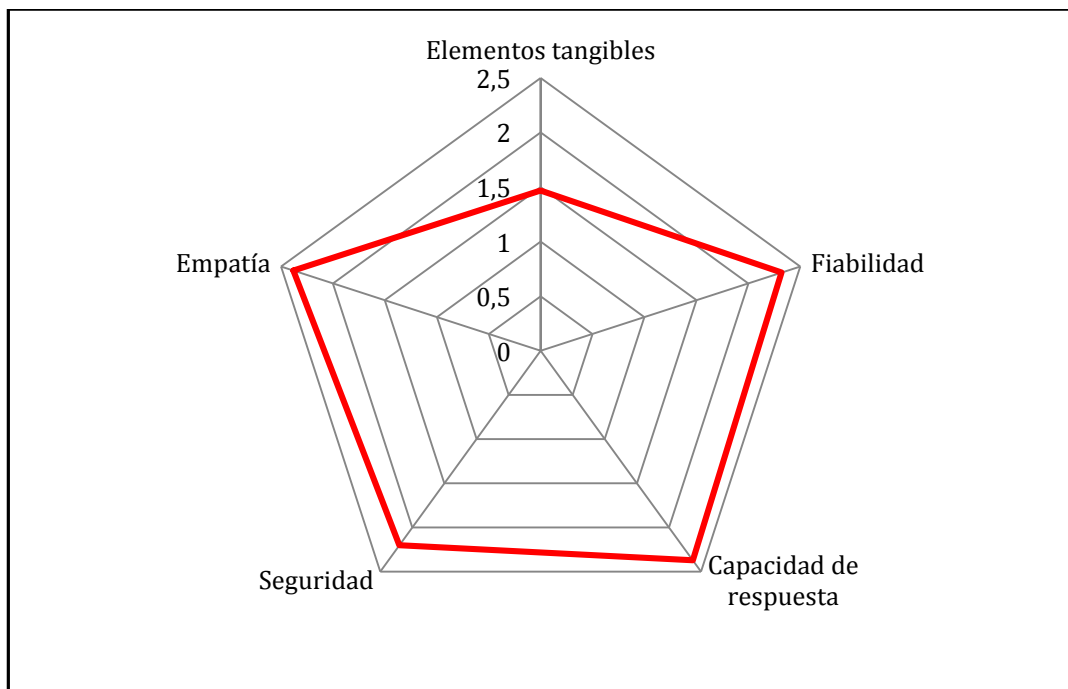 Elementos tangibles
2,5
2
1,5
1
0,5
0
Fiabilidad
Capacidad de
respuesta
Seguridad
Empatía